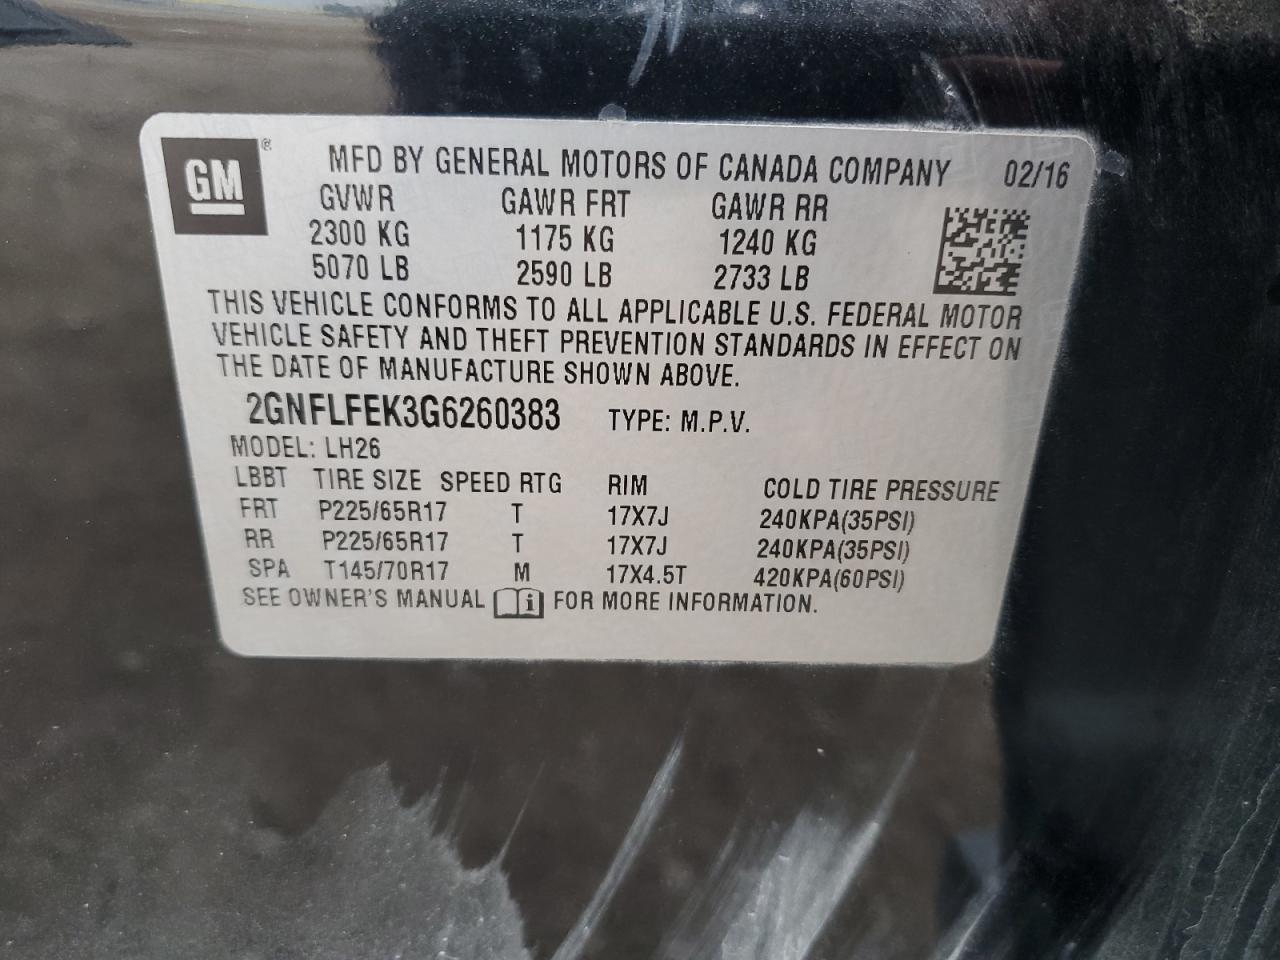 GM® MFD BY GENERAL MOTORS OF CANADA COMPANY 02/16
GVWR GAWR FRT GAWR RR
2300 KG 1175 KG 1240 KG
5070 LB 2590 LB 2733 LB
THIS VEHICLE CONFORMS TO ALL APPLICABLE U.S. FEDERAL MOTOR
VEHICLE SAFETY AND THEFT PREVENTION STANDARDS IN EFFECT ON
THE DATE OF MANUFACTURE SHOWN ABOVE.
2GNFLFEK3G6260383 TYPE: M.P.V.
MODEL: LH26
LBBT TIRE SIZE SPEED RTG RIM COLD TIRE PRESSURE
FRT P225/65R17 T 17X7J 240KPA(35PSI)
RR P225/65R17 T 17X7J 240KPA(35PSI)
SPA T145/70R17 M 17X4.5T 420KPA(60PSI)
SEE OWNER'S MANUAL i FOR MORE INFORMATION.